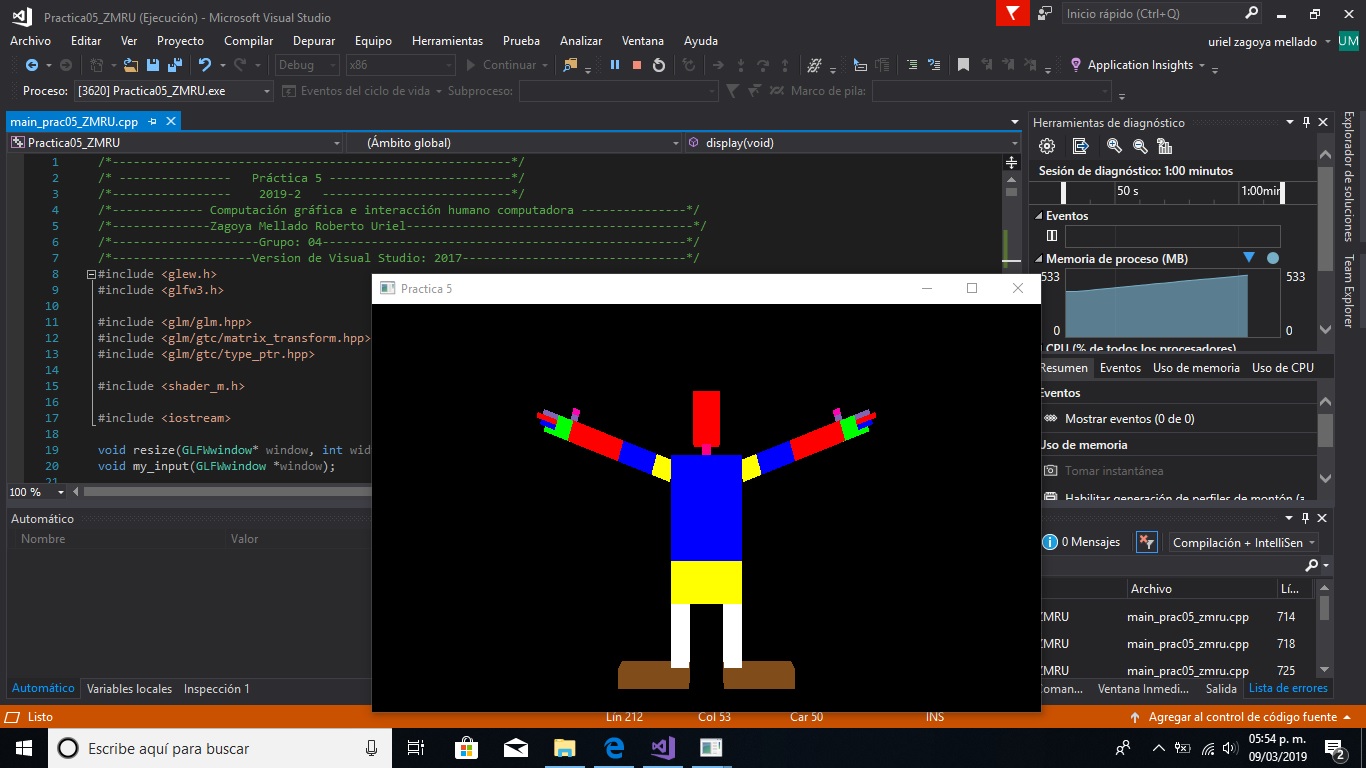 Practica05_ZMRU (Ejecución) - Microsoft Visual Studio
Inicio rápido (Ctrl+Q)
Archivo Editar Ver Proyecto Compilar Depurar Equipo Herramientas Prueba Analizar Ventana Ayuda
uriel zagoya mellado UM
Debug x86 Continuar Application Insights
Proceso: [3620] Practica05_ZMRU.exe Eventos del ciclo de vida Subproceso: Marco de pila:
main_prac05_ZMRU.cpp
Practica05_ZMRU (Ámbito global) display(void)
1 /*---------------------------------------------------------*/
2 /* ---------------- Práctica 5 --------------------------*/
3 /*----------------- 2019-2 ---------------------------*/
4 /*------------- Computación gráfica e interacción humano computadora ---------------*/
5 /*--------------Zagoya Mellado Roberto Uriel-----------------------------------------*/
6 /*---------------------Grupo: 04----------------------------------------------------*/
7 /*--------------------Version de Visual Studio: 2017--------------------------------*/
8 #include <glew.h>
9 #include <glfw3.h>
10
11 #include <glm/glm.hpp>
12 #include <glm/gtc/matrix_transform.hpp>
13 #include <glm/gtc/type_ptr.hpp>
14
15 #include <shader_m.h>
16
17 #include <iostream>
18
19 void resize(GLFWwindow* window, int wid
20 void my_input(GLFWwindow *window);
21
100 %
Automático
Nombre Valor
Automático Variables locales Inspección 1
Practica 5
Herramientas de diagnóstico
Sesión de diagnóstico: 1:00 minutos
50 s 1:00min
Eventos
Memoria de proceso (MB)
533 533
0 0
CPU (% de todos los procesadores)
Resumen Eventos Uso de memoria Uso de CPU
Eventos
Mostrar eventos (0 de 0)
Uso de memoria
Tomar instantánea
Habilitar generación de perfiles de montón (a
Explorador de soluciones
Team Explorer
0 Mensajes Compilación + IntelliSen
Archivo Lí...
ZMRU main_prac05_zmru.cpp 714
ZMRU main_prac05_zmru.cpp 718
ZMRU main_prac05_zmru.cpp 725
Coman... Ventana Inmedi... Salida Lista de errores
Listo Lín 212 Col 53 Car 50 INS Agregar al control de código fuente
Escribe aquí para buscar
05:54 p. m.
09/03/2019
2